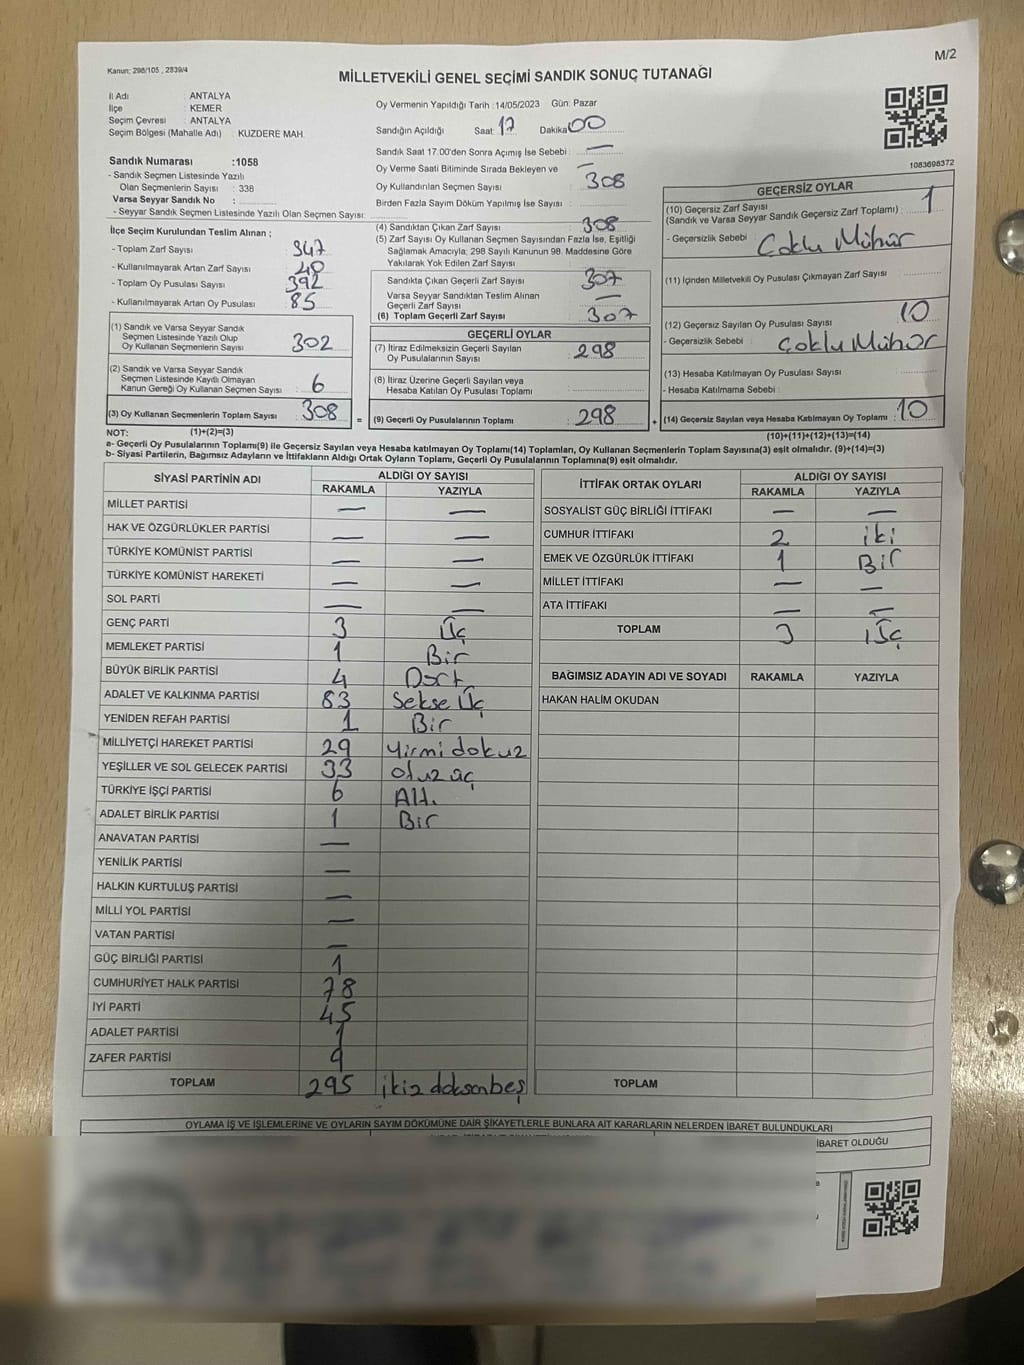 M/2
Kanun: 298/105 , 2839/4
MİLLETVEKİLİ GENEL SEÇİMİ SANDIK SONUÇ TUTANAĞI
İl Adı : ANTALYA
İlçe : KEMER
Seçim Çevresi : ANTALYA
Seçim Bölgesi (Mahalle Adı) : KUZDERE MAH.
Sandık Numarası :1058
- Sandık Seçmen Listesinde Yazılı
Olan Seçmenlerin Sayısı : 338
Varsa Seyyar Sandık No :
- Seyyar Sandık Seçmen Listesinde Yazılı Olan Seçmen Sayısı:
İlçe Seçim Kurulundan Teslim Alınan ;
- Toplam Zarf Sayısı 347
- Kullanılmayarak Artan Zarf Sayısı 40
- Toplam Oy Pusulası Sayısı 392
- Kullanılmayarak Artan Oy Pusulası 85
(1) Sandık ve Varsa Seyyar Sandık
Seçmen Listesinde Yazılı Olup
Oy Kullanan Seçmenlerin Sayısı 302
(2) Sandık ve Varsa Seyyar Sandık
Seçmen Listesinde Kayıtlı Olmayan
Kanun Gereği Oy Kullanan Seçmen Sayısı 6
(3) Oy Kullanan Seçmenlerin Toplam Sayısı 308 =
Oy Vermenin Yapıldığı Tarih :14/05/2023 Gün: Pazar
Sandığın Açıldığı Saat: 17 Dakika 00
Sandık Saat 17.00'den Sonra Açımış İse Sebebi : —
Oy Verme Saati Bitiminde Sırada Bekleyen ve —
Oy Kullandırılan Seçmen Sayısı 308
Birden Fazla Sayım Döküm Yapılmış İse Sayısı :
(4) Sandıktan Çıkan Zarf Sayısı 308
(5) Zarf Sayısı Oy Kullanan Seçmen Sayısından Fazla İse, Eşitliği
Sağlamak Amacıyla, 298 Sayılı Kanunun 98. Maddesine Göre
Yakılarak Yok Edilen Zarf Sayısı :
Sandıkta Çıkan Geçerli Zarf Sayısı : 307
Varsa Seyyar Sandıktan Teslim Alınan
Geçerli Zarf Sayısı : —
(6) Toplam Geçerli Zarf Sayısı : 307
GEÇERLİ OYLAR
(7) İtiraz Edilmeksizin Geçerli Sayılan
Oy Pusulalarının Sayısı : 298
(8) İtiraz Üzerine Geçerli Sayılan veya
Hesaba Katılan Oy Pusulası Toplamı :
(9) Geçerli Oy Pusulalarının Toplamı : 298 +
1083698372
GEÇERSİZ OYLAR
(10) Geçersiz Zarf Sayısı
(Sandık ve Varsa Seyyar Sandık Geçersiz Zarf Toplamı) : 1
- Geçersizlik Sebebi : Çoklu Mühür
(11) İçinden Milletvekili Oy Pusulası Çıkmayan Zarf Sayısı
(12) Geçersiz Sayılan Oy Pusulası Sayısı : 10
- Geçersizlik Sebebi : Çoklu Mühür
(13) Hesaba Katılmayan Oy Pusulası Sayısı
- Hesaba Katılmama Sebebi :
(14) Geçersiz Sayılan veya Hesaba Katılmayan Oy Toplamı : 10
NOT: (1)+(2)=(3) (10)+(11)+(12)+(13)=(14)
a- Geçerli Oy Pusulalarının Toplamı(9) ile Geçersiz Sayılan veya Hesaba katılmayan Oy Toplamı(14) Toplamları, Oy Kullanan Seçmenlerin Toplam Sayısına(3) eşit olmalıdır. (9)+(14)=(3)
b- Siyasi Partilerin, Bağımsız Adayların ve İttifakların Aldığı Ortak Oyların Toplamı, Geçerli Oy Pusulalarının Toplamına(9) eşit olmalıdır.
SİYASİ PARTİNİN ADI ALDIĞI OY SAYISI
RAKAMLA YAZIYLA
MİLLET PARTİSİ — —
HAK VE ÖZGÜRLÜKLER PARTİSİ — —
TÜRKİYE KOMÜNİST PARTİSİ — —
TÜRKİYE KOMÜNİST HAREKETİ — —
SOL PARTİ — —
GENÇ PARTİ 3 Üç
MEMLEKET PARTİSİ 1 Bir
BÜYÜK BİRLİK PARTİSİ 4 Dört
ADALET VE KALKINMA PARTİSİ 83 Sekse Üç
YENİDEN REFAH PARTİSİ 1 Bir
MİLLİYETÇİ HAREKET PARTİSİ 29 Yirmi dokuz
YEŞİLLER VE SOL GELECEK PARTİSİ 33 otuz üç
TÜRKİYE İŞÇİ PARTİSİ 6 Altı
ADALET BİRLİK PARTİSİ 1 Bir
ANAVATAN PARTİSİ —
YENİLİK PARTİSİ —
HALKIN KURTULUŞ PARTİSİ —
MİLLİ YOL PARTİSİ —
VATAN PARTİSİ —
GÜÇ BİRLİĞİ PARTİSİ 1
CUMHURİYET HALK PARTİSİ 78
İYİ PARTİ 45
ADALET PARTİSİ 1
ZAFER PARTİSİ 9
TOPLAM 295 ikiz doksanbeş
İTTİFAK ORTAK OYLARI ALDIĞI OY SAYISI
RAKAMLA YAZIYLA
SOSYALİST GÜÇ BİRLİĞİ İTTİFAKI — —
CUMHUR İTTİFAKI 2 iki
EMEK VE ÖZGÜRLÜK İTTİFAKI 1 Bir
MİLLET İTTİFAKI — —
ATA İTTİFAKI — —
TOPLAM 3 Üç
BAĞIMSIZ ADAYIN ADI VE SOYADI RAKAMLA YAZIYLA
HAKAN HALİM OKUDAN
TOPLAM
OYLAMA İŞ VE İŞLEMLERİNE VE OYLARIN SAYIM DÖKÜMÜNE DAİR ŞİKAYETLERLE BUNLARA AİT KARARLARIN NELERDEN İBARET BULUNDUKLARI
İBARET OLDUĞU